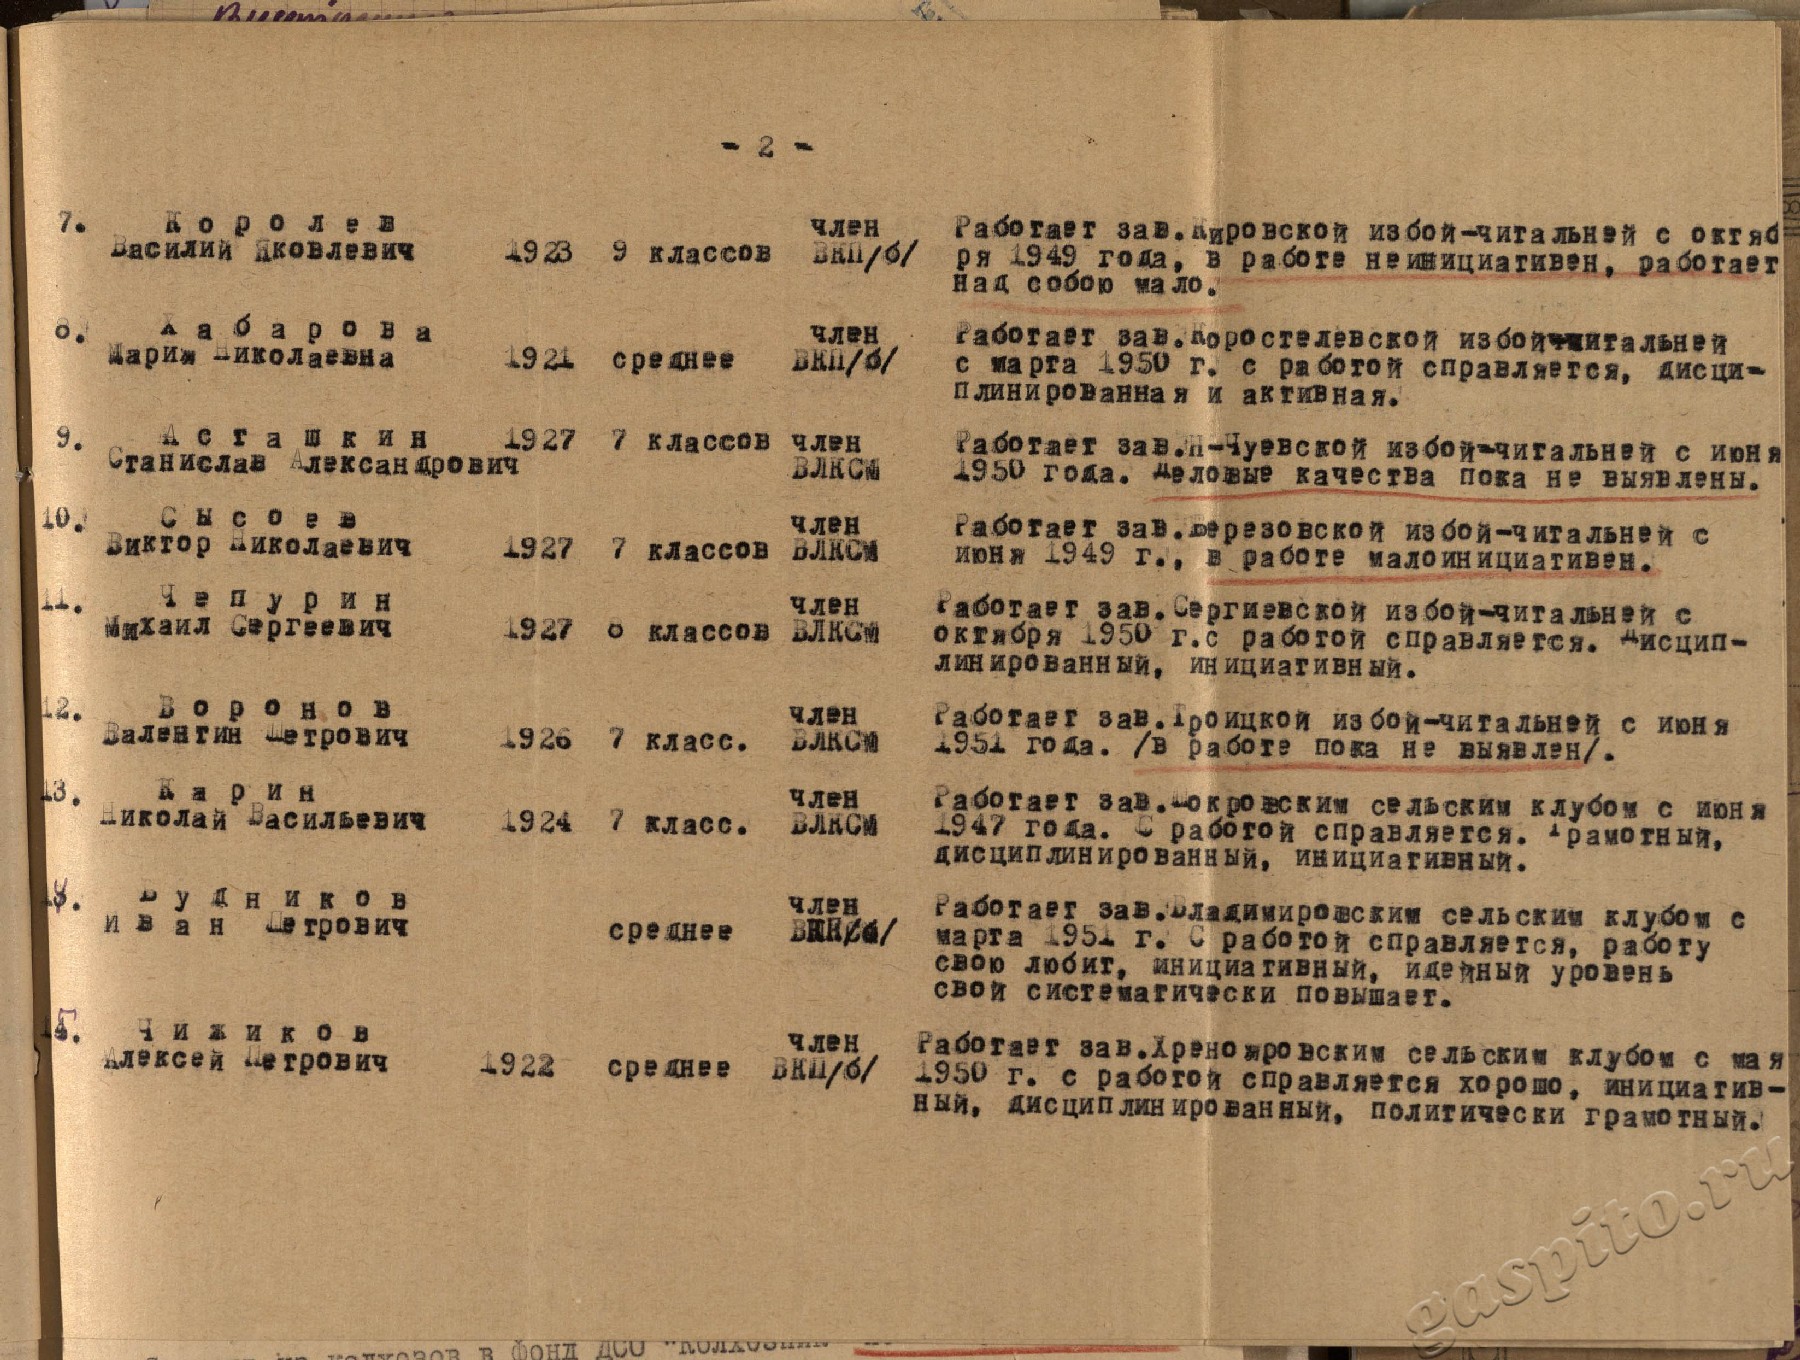 - 2 -
7. Королев член Работает зав.Кировской избой-читальней с октяб
Василий Яковлевич 1923 9 классов ВКП/б/ ря 1949 года, в работе неинициативен, работает
над собою мало.
8. Хабарова член Работает зав.Коростелевской избой-читальней
Мария Николаевна 1921 среднее ВКП/б/ с марта 1950 г. с работой справляется, дисци-
плинированная и активная.
9. Асташкин 1927 7 классов член Работает зав.Н-Чуевской избой-читальней с июня
Станислав Александрович ВЛКСМ 1950 года. Деловые качества пока не выявлены.
10. Сысоев член Работает зав.Березовской избой-читальней с
Виктор Николаевич 1927 7 классов ВЛКСМ июня 1949 г., в работе малоинициативен.
11. Чепурин член Работает зав.Сергиевской избой-читальней с
Михаил Сергеевич 1927 8 классов ВЛКСМ октября 1950 г.с работой справляется. Дисцип-
линированный, инициативный.
12. Воронов член Работает зав.Троицкой избой-читальней с июня
Валентин Петрович 1926 7 класс. ВЛКСМ 1951 года. /в работе пока не выявлен/.
13. Карин член Работает зав.Покровским сельским клубом с июня
Николай Васильевич 1924 7 класс. ВЛКСМ 1947 года. С работой справляется. Грамотный,
дисциплинированный, инициативный.
14. Будников член Работает зав.Владимировским сельским клубом с
Иван Петрович среднее ВКП/б/ марта 1951 г. С работой справляется, работу
свою любит, инициативный, идейный уровень
свой систематически повышает.
15. Чижиков член Работает зав.Хреновровским сельским клубом с мая
Алексей Петрович 1922 среднее ВКП/б/ 1950 г. с работой справляется хорошо, инициатив-
ный, дисциплинированный, политически грамотный.
gaspito.ru
колхозов в фонд ДСО "Колхозник"